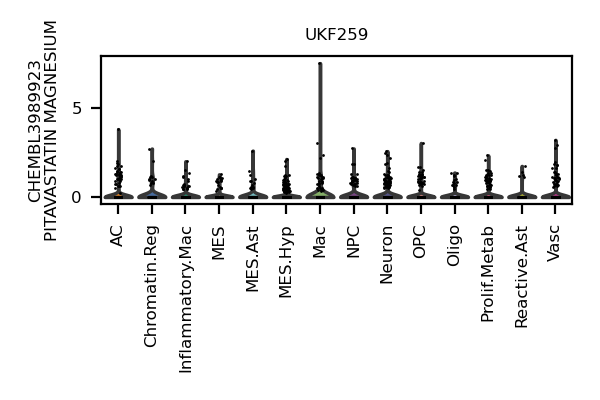 UKF259
CHEMBL3989923
PITAVASTATIN MAGNESIUM
5
0
AC
Chromatin.Reg
Inflammatory.Mac
MES
MES.Ast
MES.Hyp
Mac
NPC
Neuron
OPC
Oligo
Prolif.Metab
Reactive.Ast
Vasc